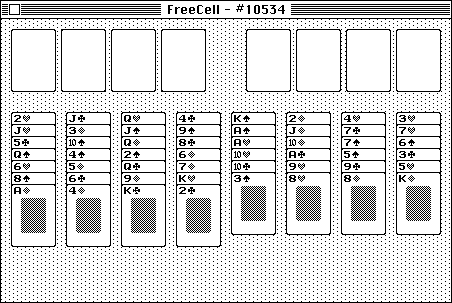 FreeCell – #10534
2♥ J♣ Q♥ 4♣ K♠ 2♦ 4♥ 3♥
J♥ 3♦ J♠ 9♠ A♠ J♦ 7♣ 7♥
5♣ 10♠ Q♦ 8♣ A♥ 10♦ 7♠ 6♠
Q♠ 4♠ 2♠ 6♦ 10♥ A♣ 5♠ 3♣
6♥ 5♦ Q♣ 7♦ 10♣ 9♥ 9♣ 5♥
8♠ 6♣ 9♦ K♥ 3♠ 8♥ 8♦ K♦
A♦ 4♦ K♣ 2♣